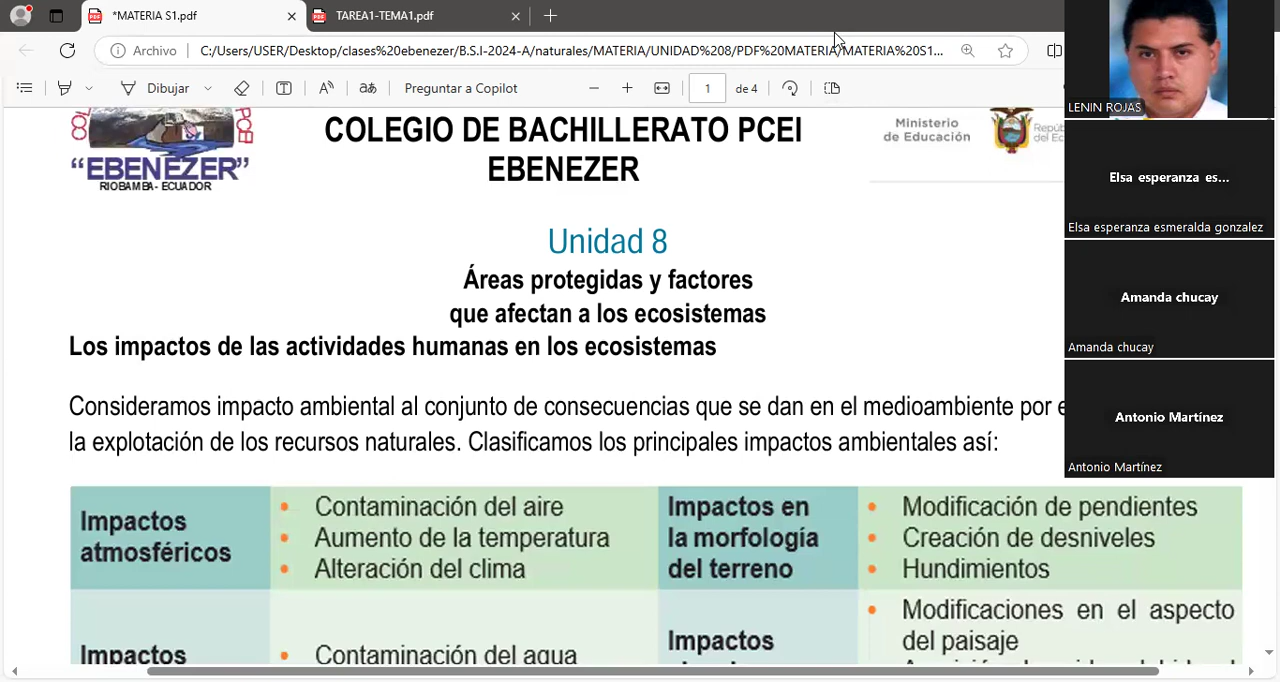 *MATERIA S1.pdf
TAREA1-TEMA1.pdf
Archivo
C:/Users/USER/Desktop/clases%20ebenezer/B.S.I-2024-A/naturales/MATERIA/UNIDAD%208/PDF%20MATERIA/MATERIA%20S1...
Dibujar
Preguntar a Copilot
1
de 4
COLEGIO DE BACHILLERATO PCEI
EBENEZER
PCEI
“EBENEZER”
RIOBAMBA - ECUADOR
Ministerio
de Educación
Unidad 8
Áreas protegidas y factores
que afectan a los ecosistemas
Los impactos de las actividades humanas en los ecosistemas
Consideramos impacto ambiental al conjunto de consecuencias que se dan en el medioambiente por
la explotación de los recursos naturales. Clasificamos los principales impactos ambientales así:
Impactos
atmosféricos
• Contaminación del aire
• Aumento de la temperatura
• Alteración del clima
Impactos en
la morfología
del terreno
• Modificación de pendientes
• Creación de desniveles
• Hundimientos
Impactos
• Contaminación del agua
Impactos
• Modificaciones en el aspecto
del paisaje
LENIN ROJAS
Elsa esperanza es...
Elsa esperanza esmeralda gonzalez
Amanda chucay
Amanda chucay
Antonio Martínez
Antonio Martínez